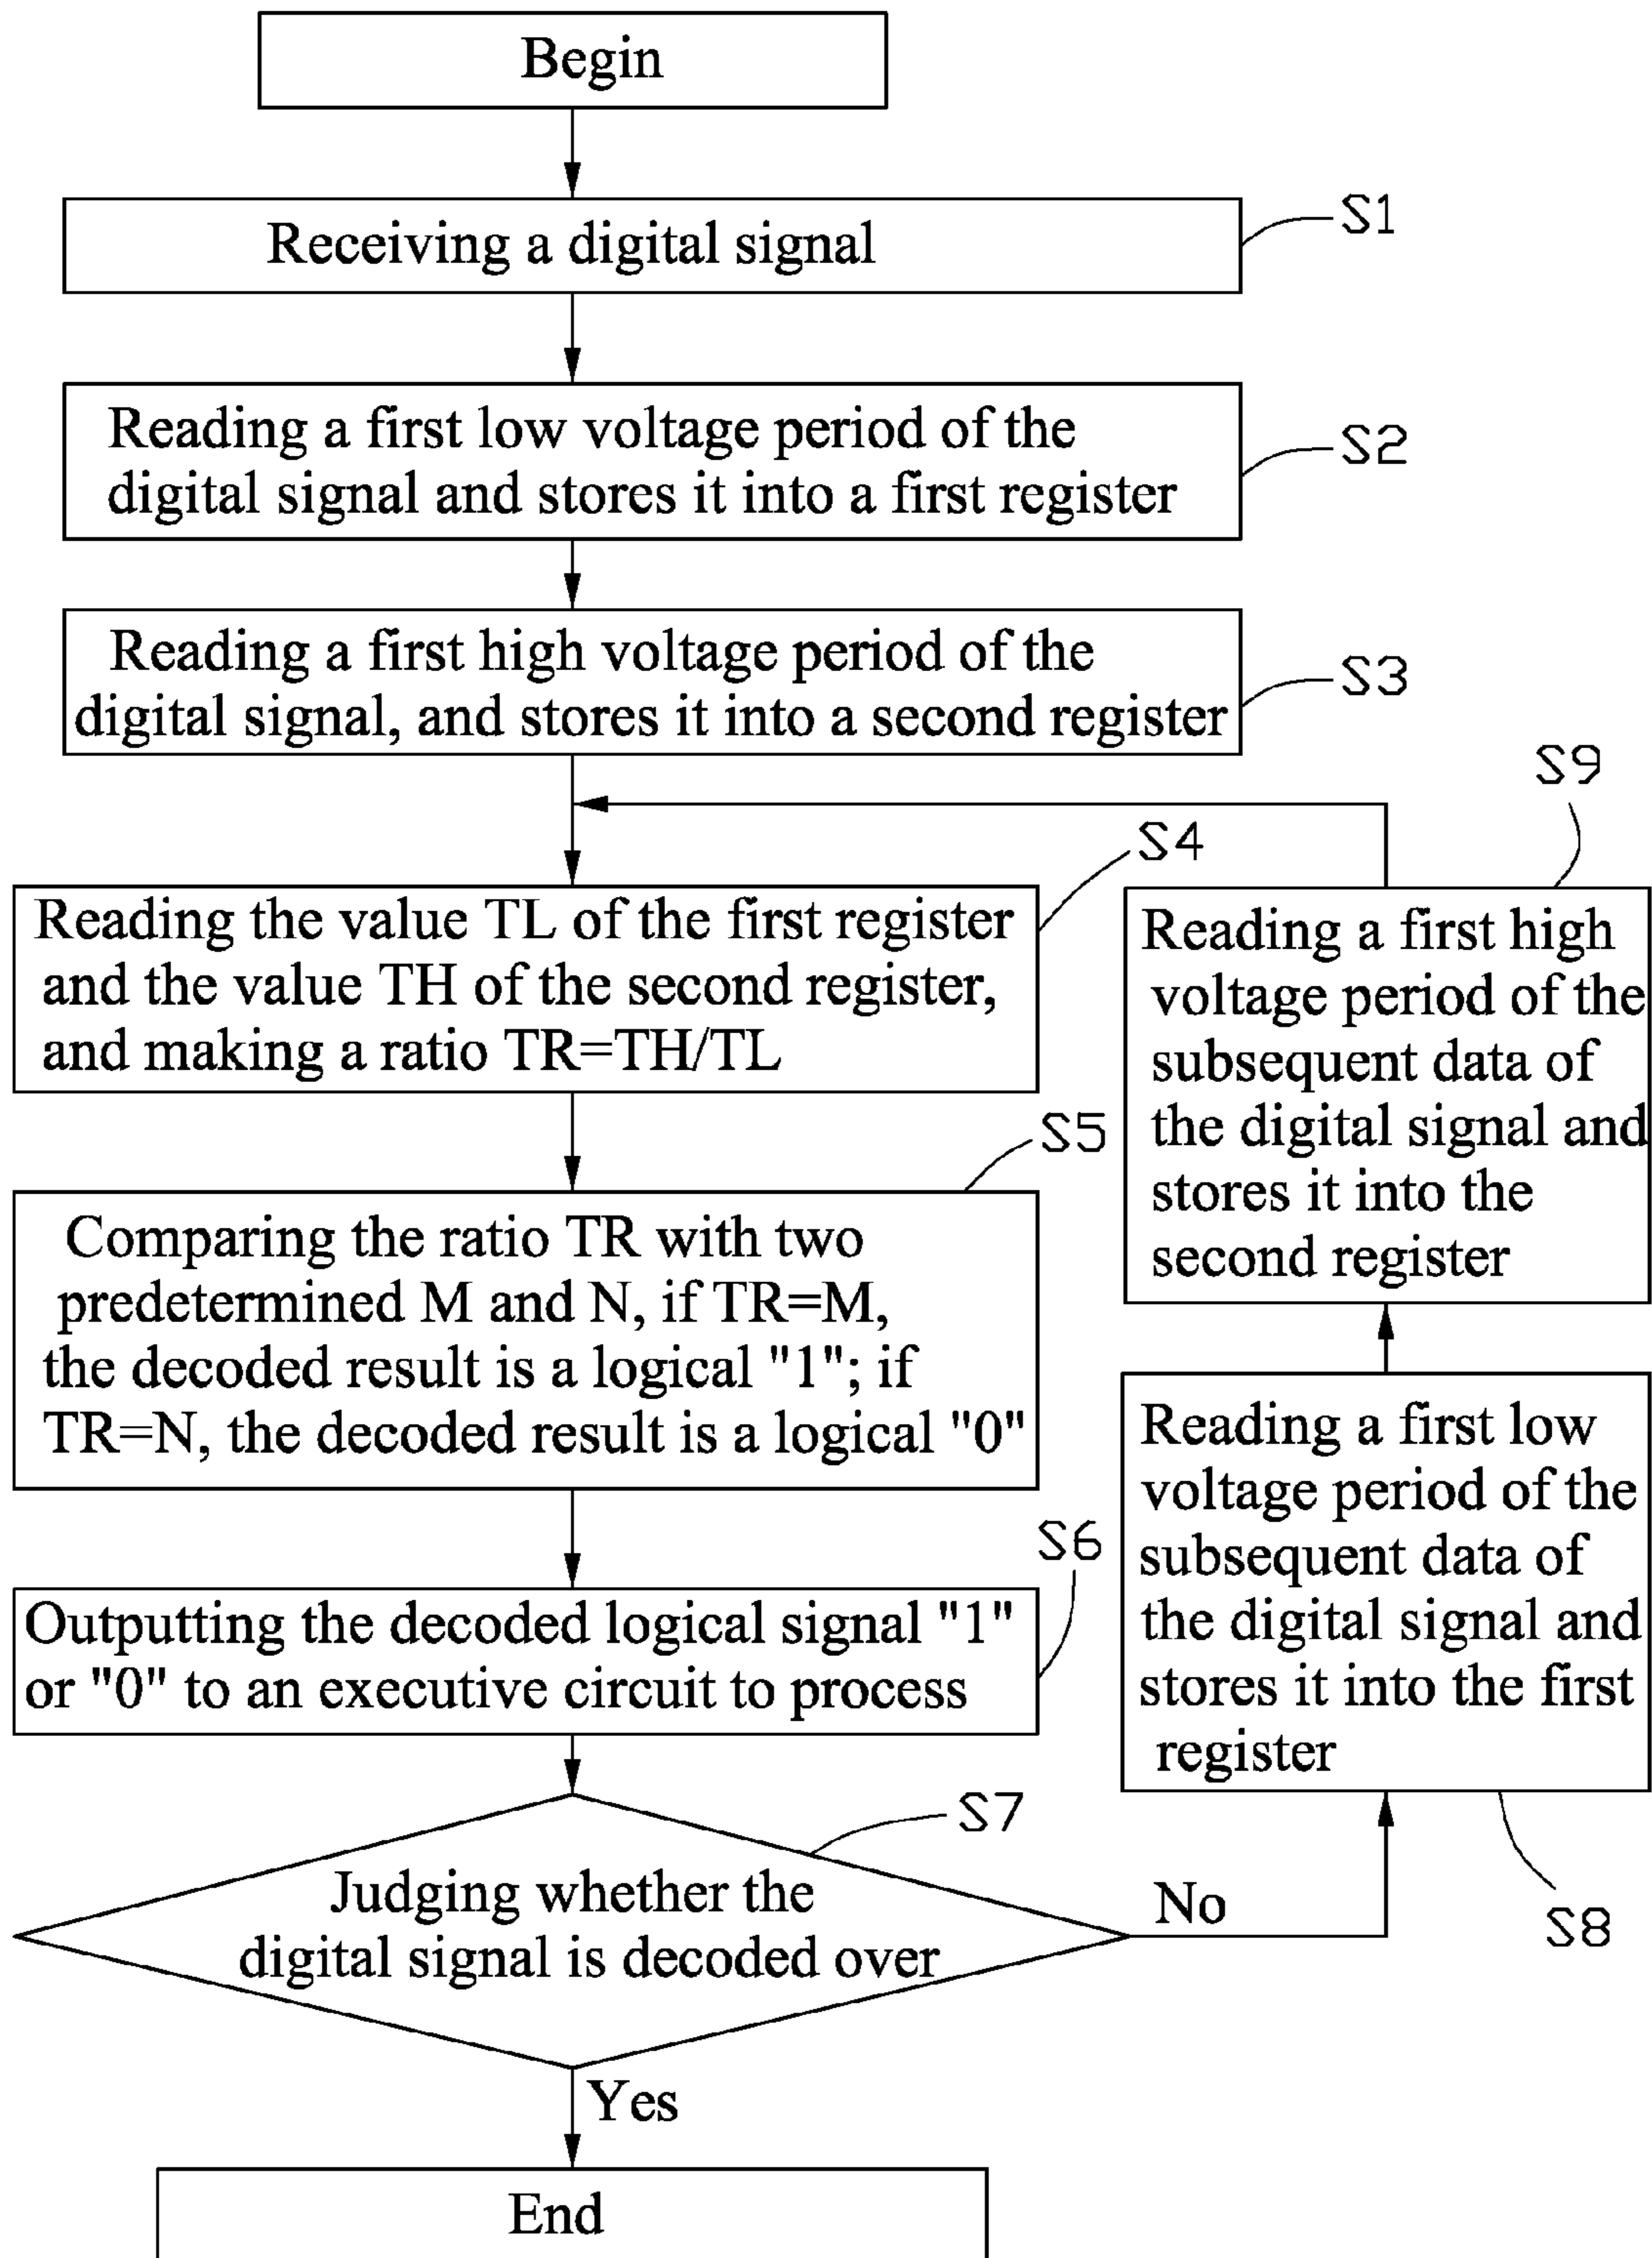 Begin
Receiving a digital signal
S1
Reading a first low voltage period of the
digital signal and stores it into a first register
S2
Reading a first high voltage period of the
digital signal, and stores it into a second register
S3
Reading the value TL of the first register
and the value TH of the second register,
and making a ratio TR=TH/TL
S4
Comparing the ratio TR with two
predetermined M and N, if TR=M,
the decoded result is a logical "1"; if
TR=N, the decoded result is a logical "0"
S5
Outputting the decoded logical signal "1"
or "0" to an executive circuit to process
S6
Judging whether the
digital signal is decoded over
S7
No
Reading a first low
voltage period of the
subsequent data of
the digital signal and
stores it into the first
register
S8
Reading a first high
voltage period of the
subsequent data of
the digital signal and
stores it into the
second register
S9
Yes
End